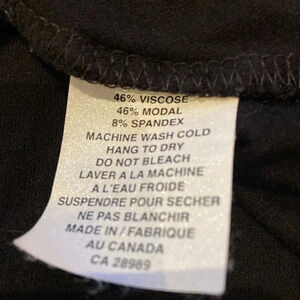 46% VISCOSE
46% MODAL
8% SPANDEX
MACHINE WASH COLD
HANG TO DRY
DO NOT BLEACH
LAVER A LA MACHINE
A L'EAU FROIDE
SUSPENDRE POUR SECHER
NE PAS BLANCHIR
MADE IN / FABRIQUE
AU CANADA
CA 28989